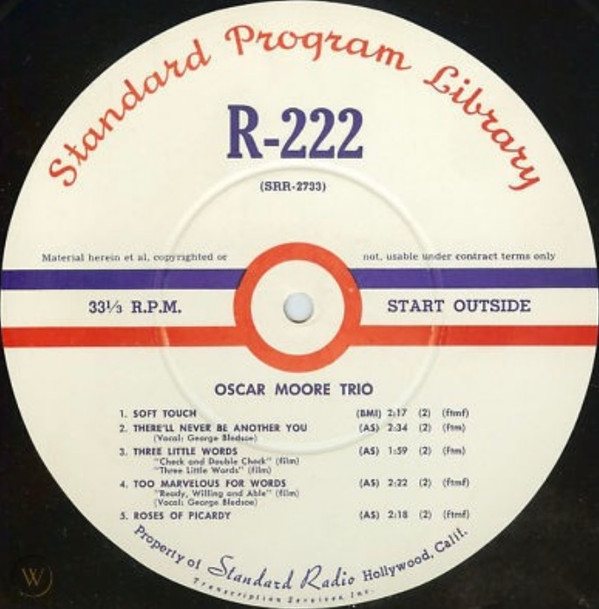 Standard Program Library
R-222
(SRR-2733)
Material herein et al, copyrighted or not, usable under contract terms only
33 1/3 R.P.M. START OUTSIDE
OSCAR MOORE TRIO
1. SOFT TOUCH (BMI) 2:17 (2) (ftmf)
2. THERE'LL NEVER BE ANOTHER YOU (AS) 2:34 (2) (ftm)
(Vocal: George Bledsoe)
3. THREE LITTLE WORDS (AS) 1:59 (2) (ftm)
"Check and Double Check" (film)
"Three Little Words" (film)
4. TOO MARVELOUS FOR WORDS (AS) 2:22 (2) (ftmf)
"Ready, Willing and Able" (film)
(Vocal: George Bledsoe)
5. ROSES OF PICARDY (AS) 2:18 (2) (ftmf)
Property of Standard Radio Hollywood, Calif.
Transcription Services, Inc.
W